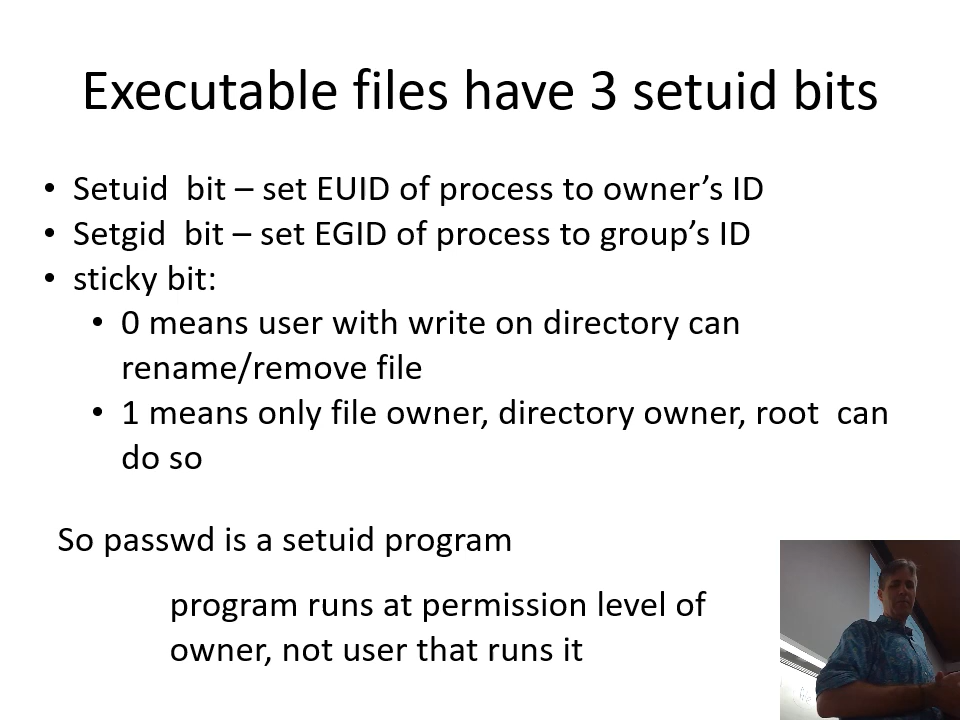 Executable files have 3 setuid bits
• Setuid  bit – set EUID of process to owner’s ID
• Setgid  bit – set EGID of process to group’s ID
• sticky bit:
• 0 means user with write on directory can
rename/remove file
• 1 means only file owner, directory owner, root  can
do so
So passwd is a setuid program
program runs at permission level of
owner, not user that runs it